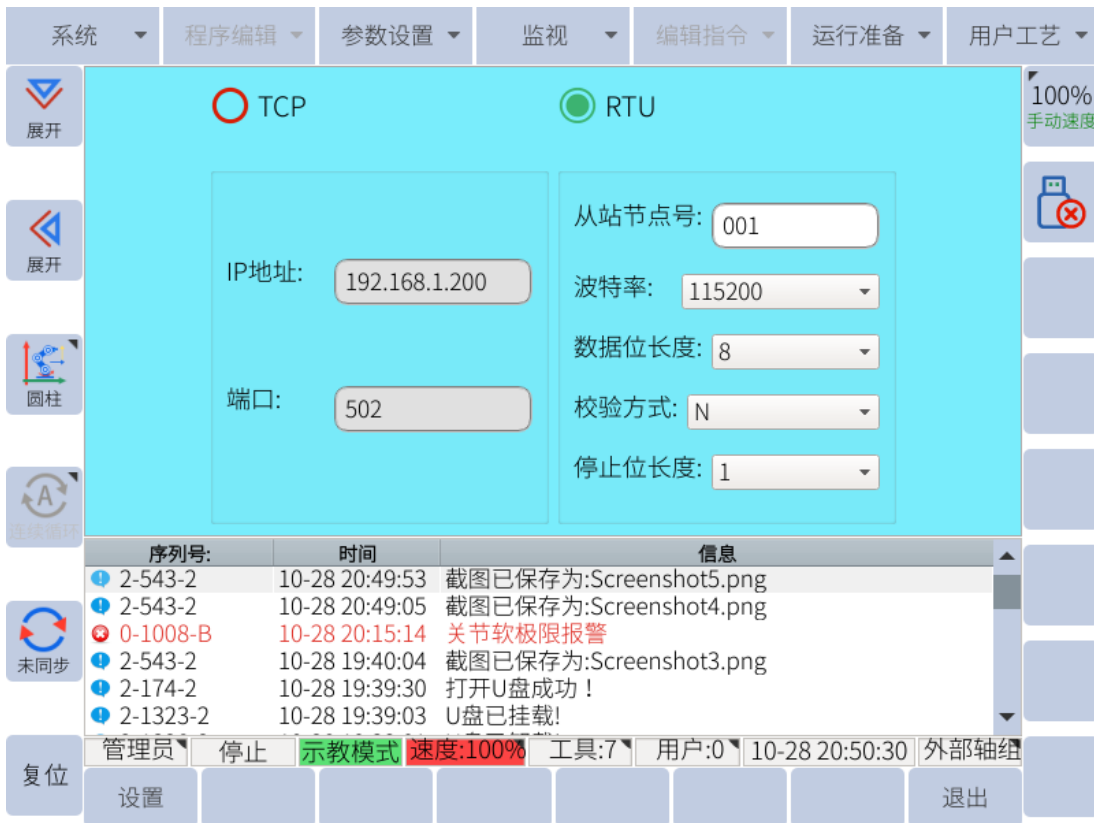 系统 程序编辑 参数设置 监视 编辑指令 运行准备 用户工艺
展开
展开
圆柱
A
连续循环
未同步
复位
TCP RTU
IP地址: 192.168.1.200
端口: 502
从站节点号: 001
波特率: 115200
数据位长度: 8
校验方式: N
停止位长度: 1
100%
手动速度
序列号: 时间 信息
2-543-2 10-28 20:49:53 截图已保存为:Screenshot5.png
2-543-2 10-28 20:49:05 截图已保存为:Screenshot4.png
0-1008-B 10-28 20:15:14 关节软极限报警
2-543-2 10-28 19:40:04 截图已保存为:Screenshot3.png
2-174-2 10-28 19:39:30 打开U盘成功！
2-1323-2 10-28 19:39:03 U盘已挂载!
管理员 停止 示教模式 速度:100% 工具:7 用户:0 10-28 20:50:30 外部轴组
设置 退出